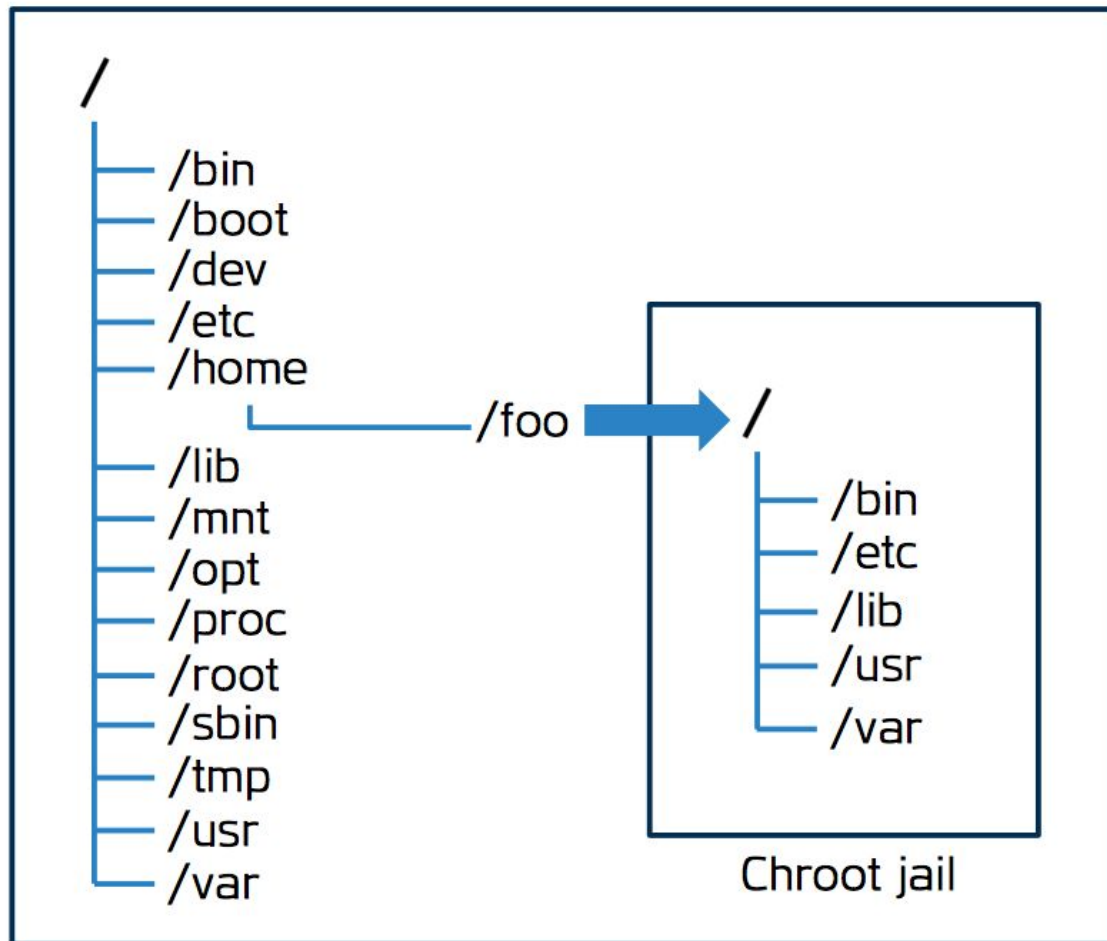 /
/bin
/boot
/dev
/etc
/home
/foo
/lib
/mnt
/opt
/proc
/root
/sbin
/tmp
/usr
/var
/
/bin
/etc
/lib
/usr
/var
Chroot jail